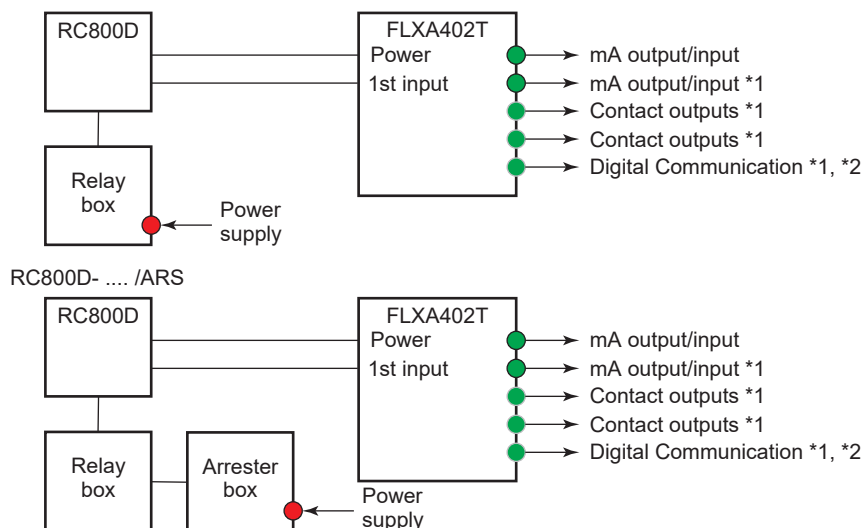 RC800D
FLXA402T
Power
1st input
mA output/input
mA output/input *1
Contact outputs *1
Contact outputs *1
Digital Communication *1, *2
Relay
box
Power
supply
RC800D- .... /ARS
RC800D
FLXA402T
Power
1st input
mA output/input
mA output/input *1
Contact outputs *1
Contact outputs *1
Digital Communication *1, *2
Relay
box
Arrester
box
Power
supply